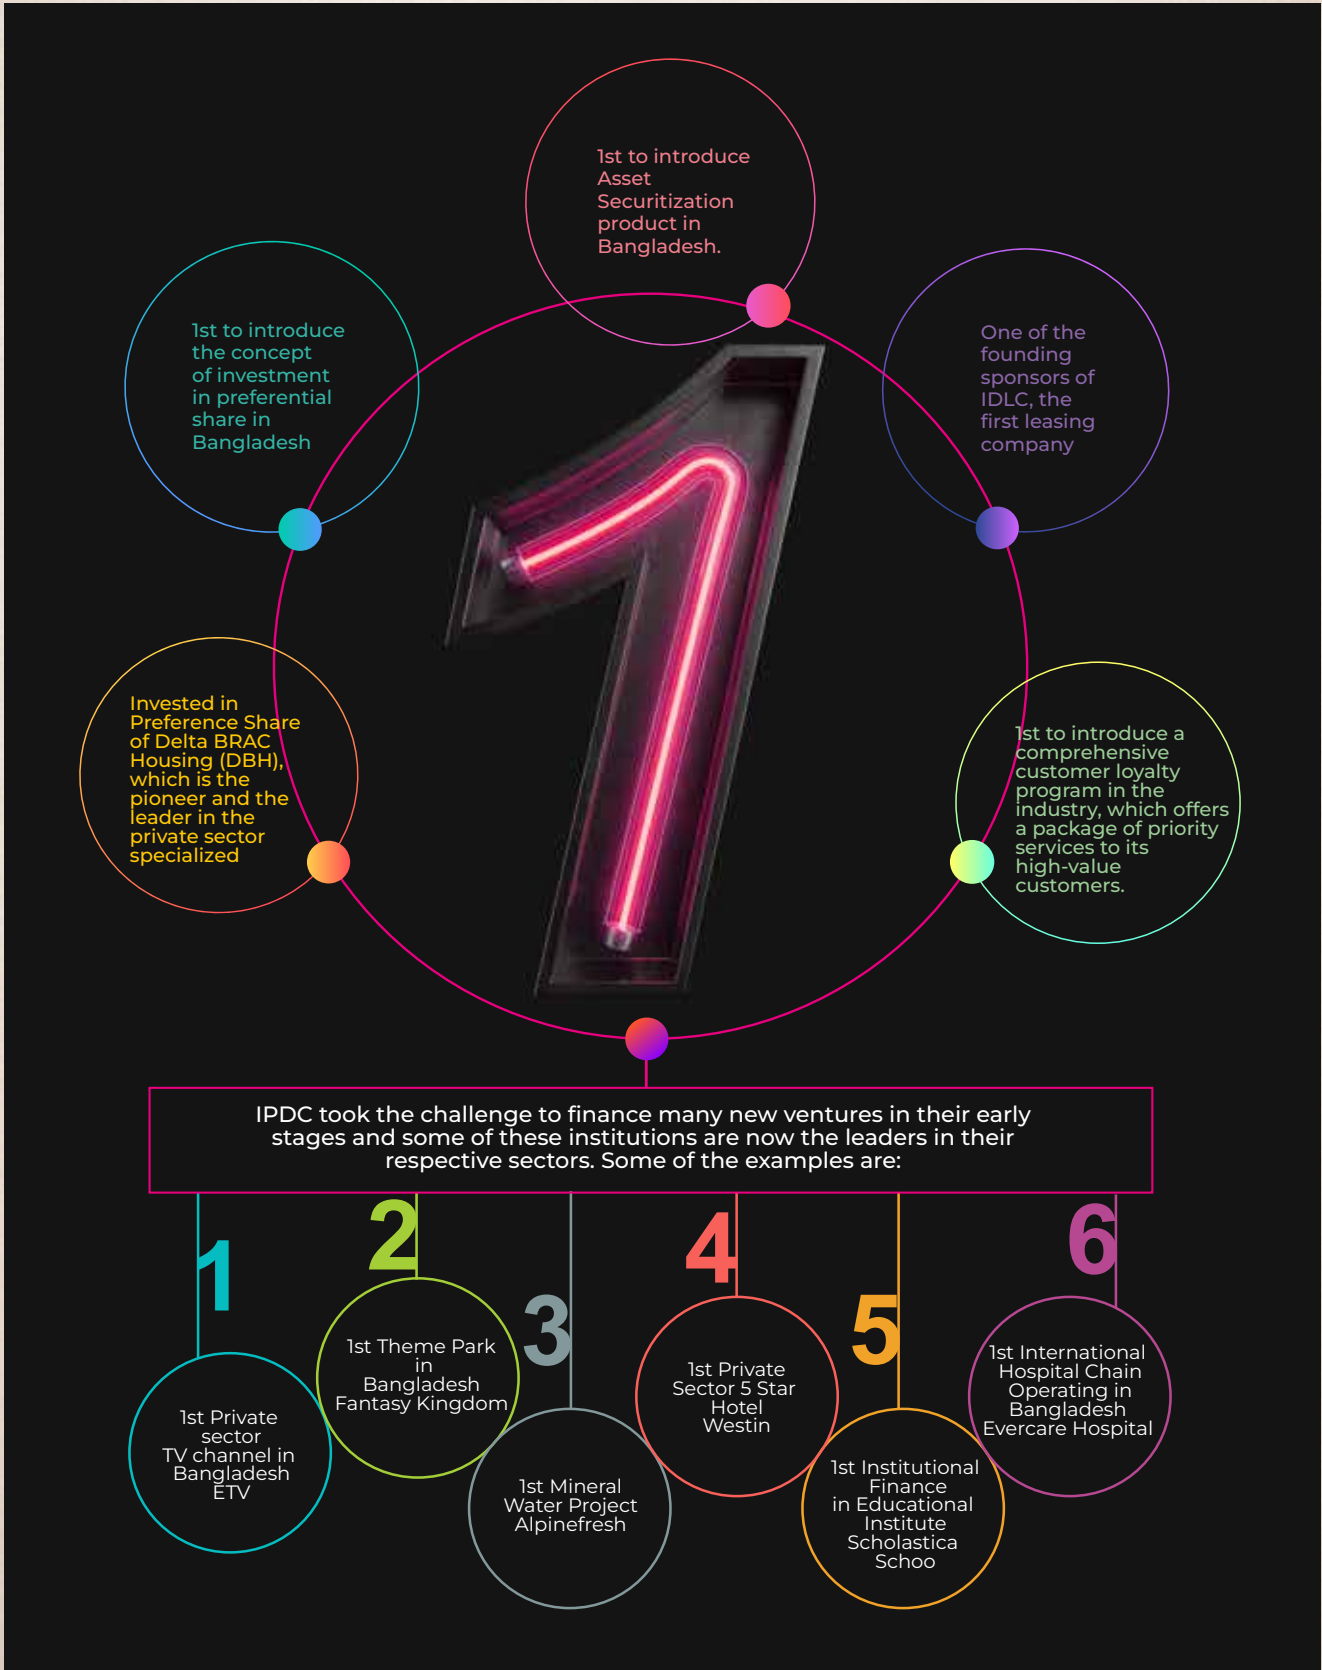 1st to introduce
Asset
Securitization
product in
Bangladesh.
1st to introduce
the concept
of investment
in preferential
share in
Bangladesh
One of the
founding
sponsors of
IDLC, the
first leasing
company
Invested in
Preference Share
of Delta BRAC
Housing (DBH),
which is the
pioneer and the
leader in the
private sector
specialized
1st to introduce a
comprehensive
customer loyalty
program in the
industry, which offers
a package of priority
services to its
high-value
customers.
1
IPDC took the challenge to finance many new ventures in their early
stages and some of these institutions are now the leaders in their
respective sectors. Some of the examples are:
1
1st Private
sector
TV channel in
Bangladesh
ETV
2
1st Theme Park
in
Bangladesh
Fantasy Kingdom
3
1st Mineral
Water Project
Alpinefresh
4
1st Private
Sector 5 Star
Hotel
Westin
5
1st Institutional
Finance
in Educational
Institute
Scholastica
Schoo
6
1st International
Hospital Chain
Operating in
Bangladesh
Evercare Hospital